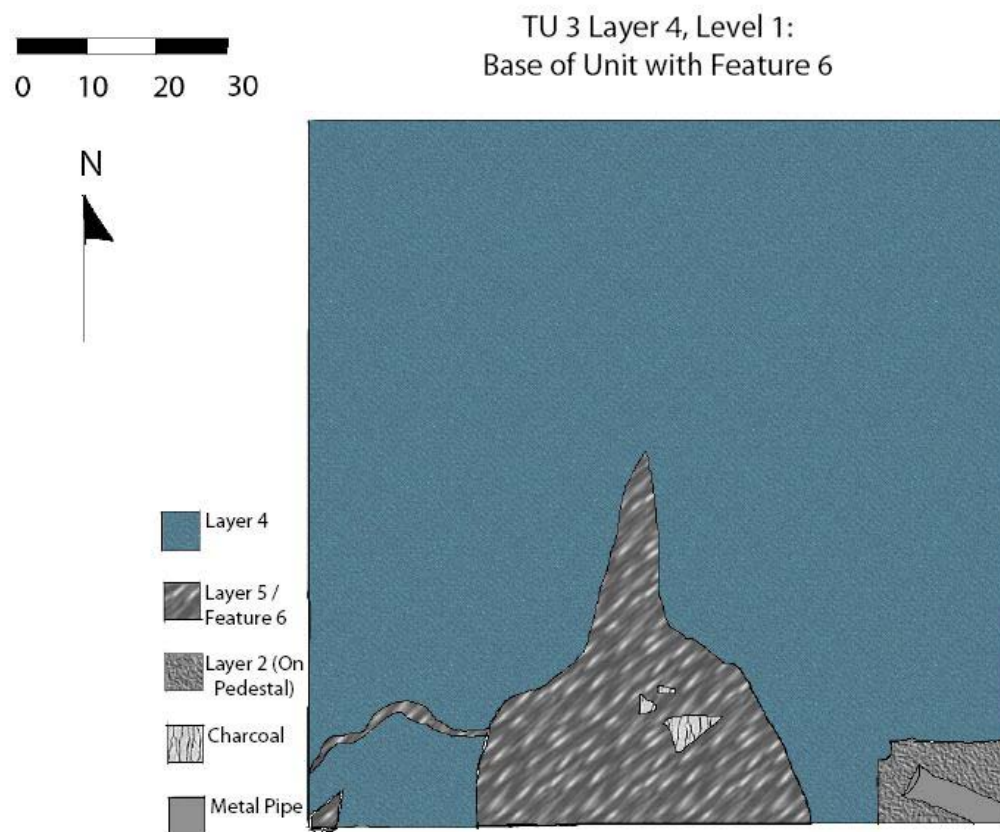 TU 3 Layer 4, Level 1:
Base of Unit with Feature 6
0 10 20 30
N
Layer 4
Layer 5 /
Feature 6
Layer 2 (On
Pedestal)
Charcoal
Metal Pipe